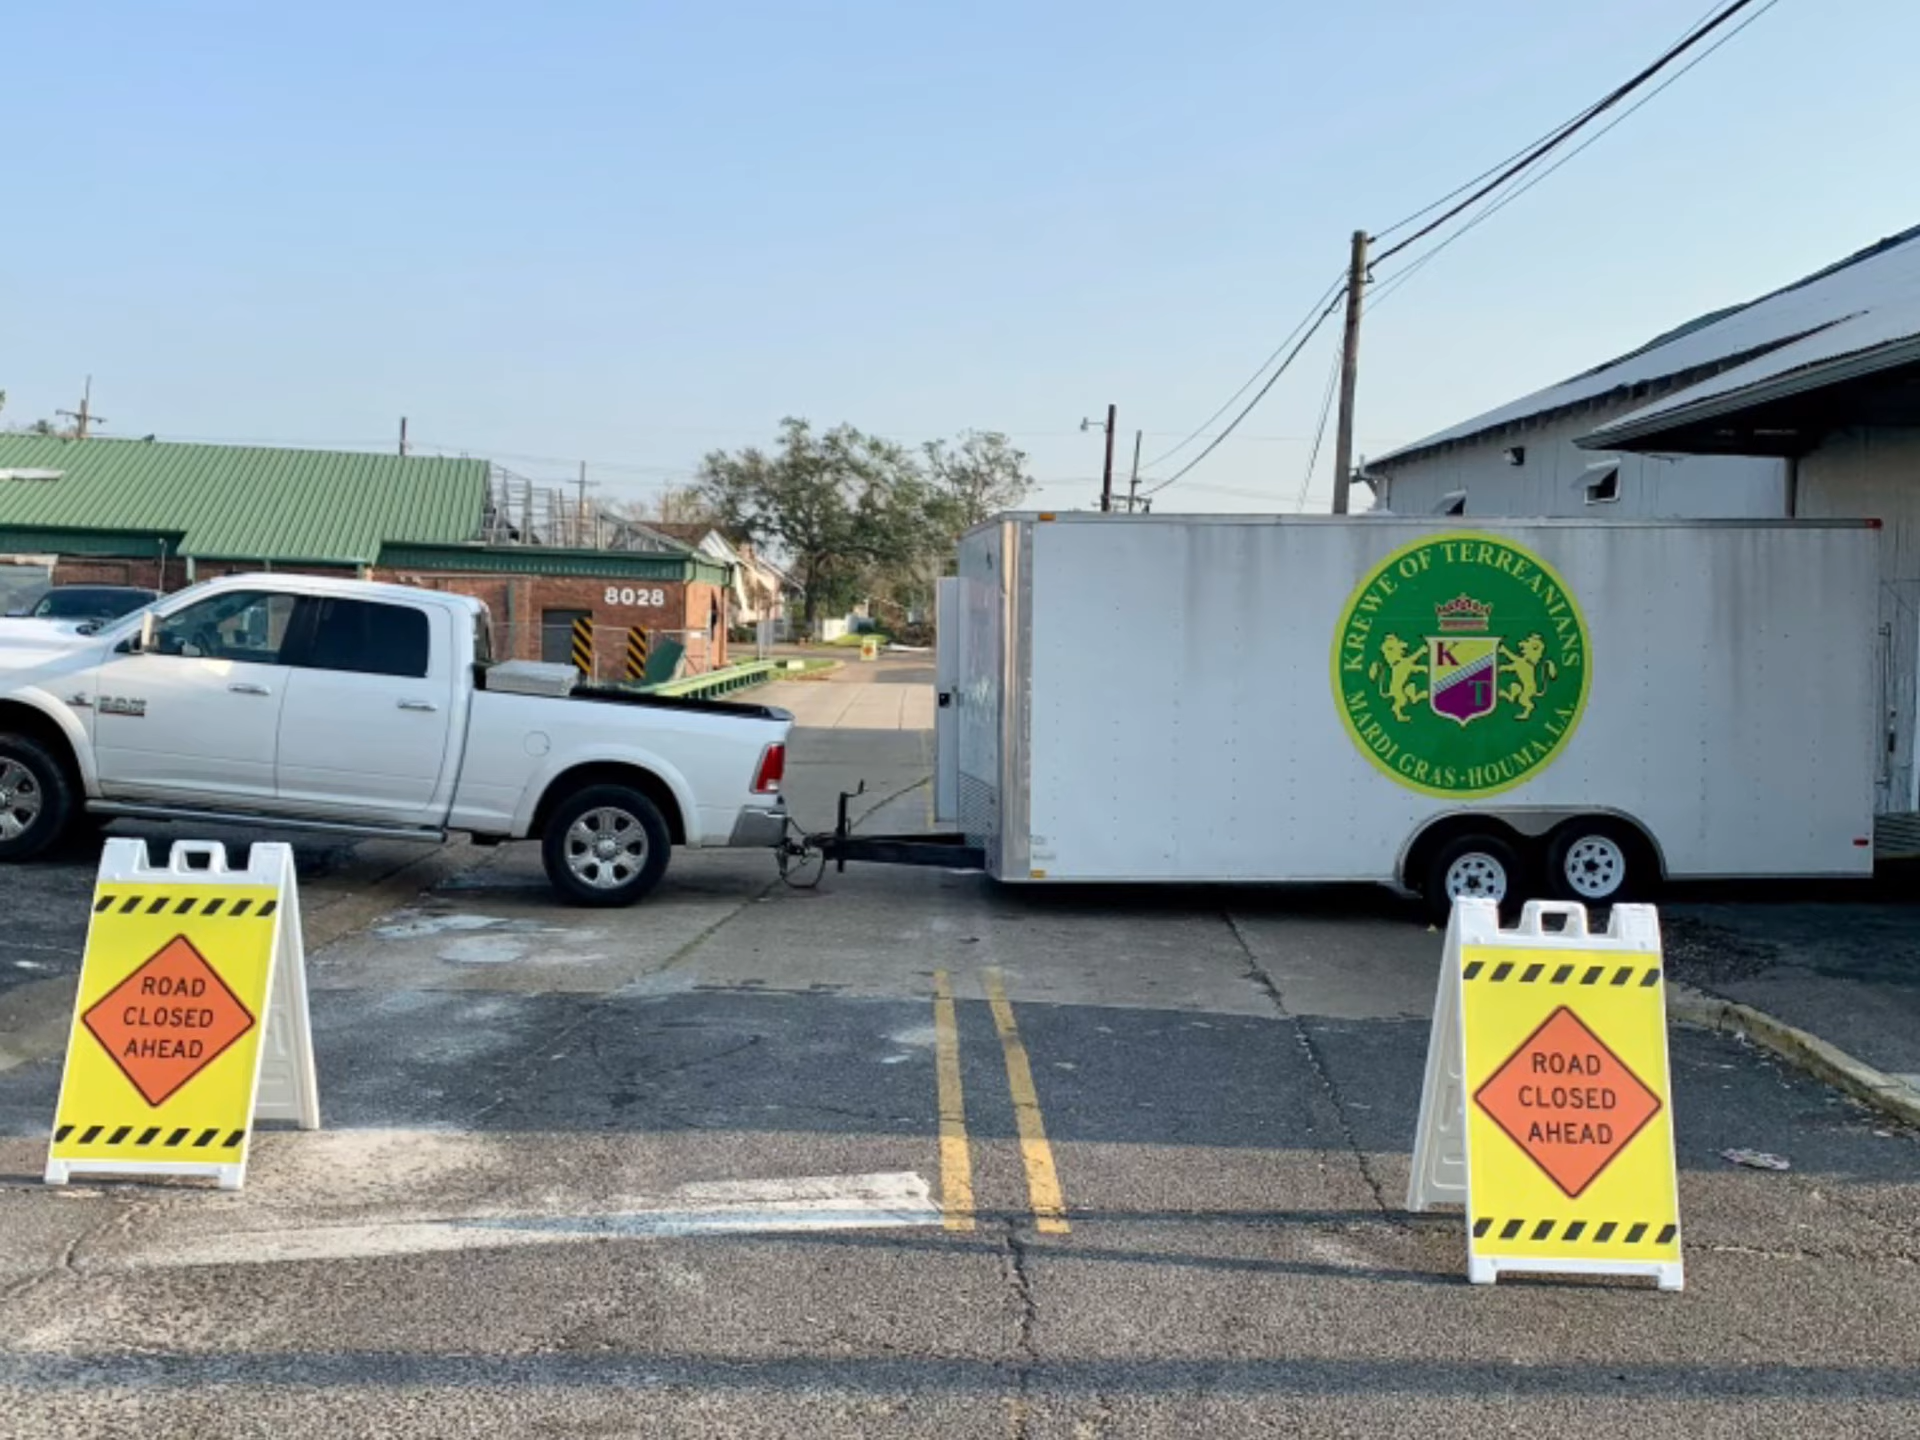 8028
KREWE OF TERREANIANS
K
T
MARDI GRAS-HOUMA, LA.
ROAD
CLOSED
AHEAD
ROAD
CLOSED
AHEAD